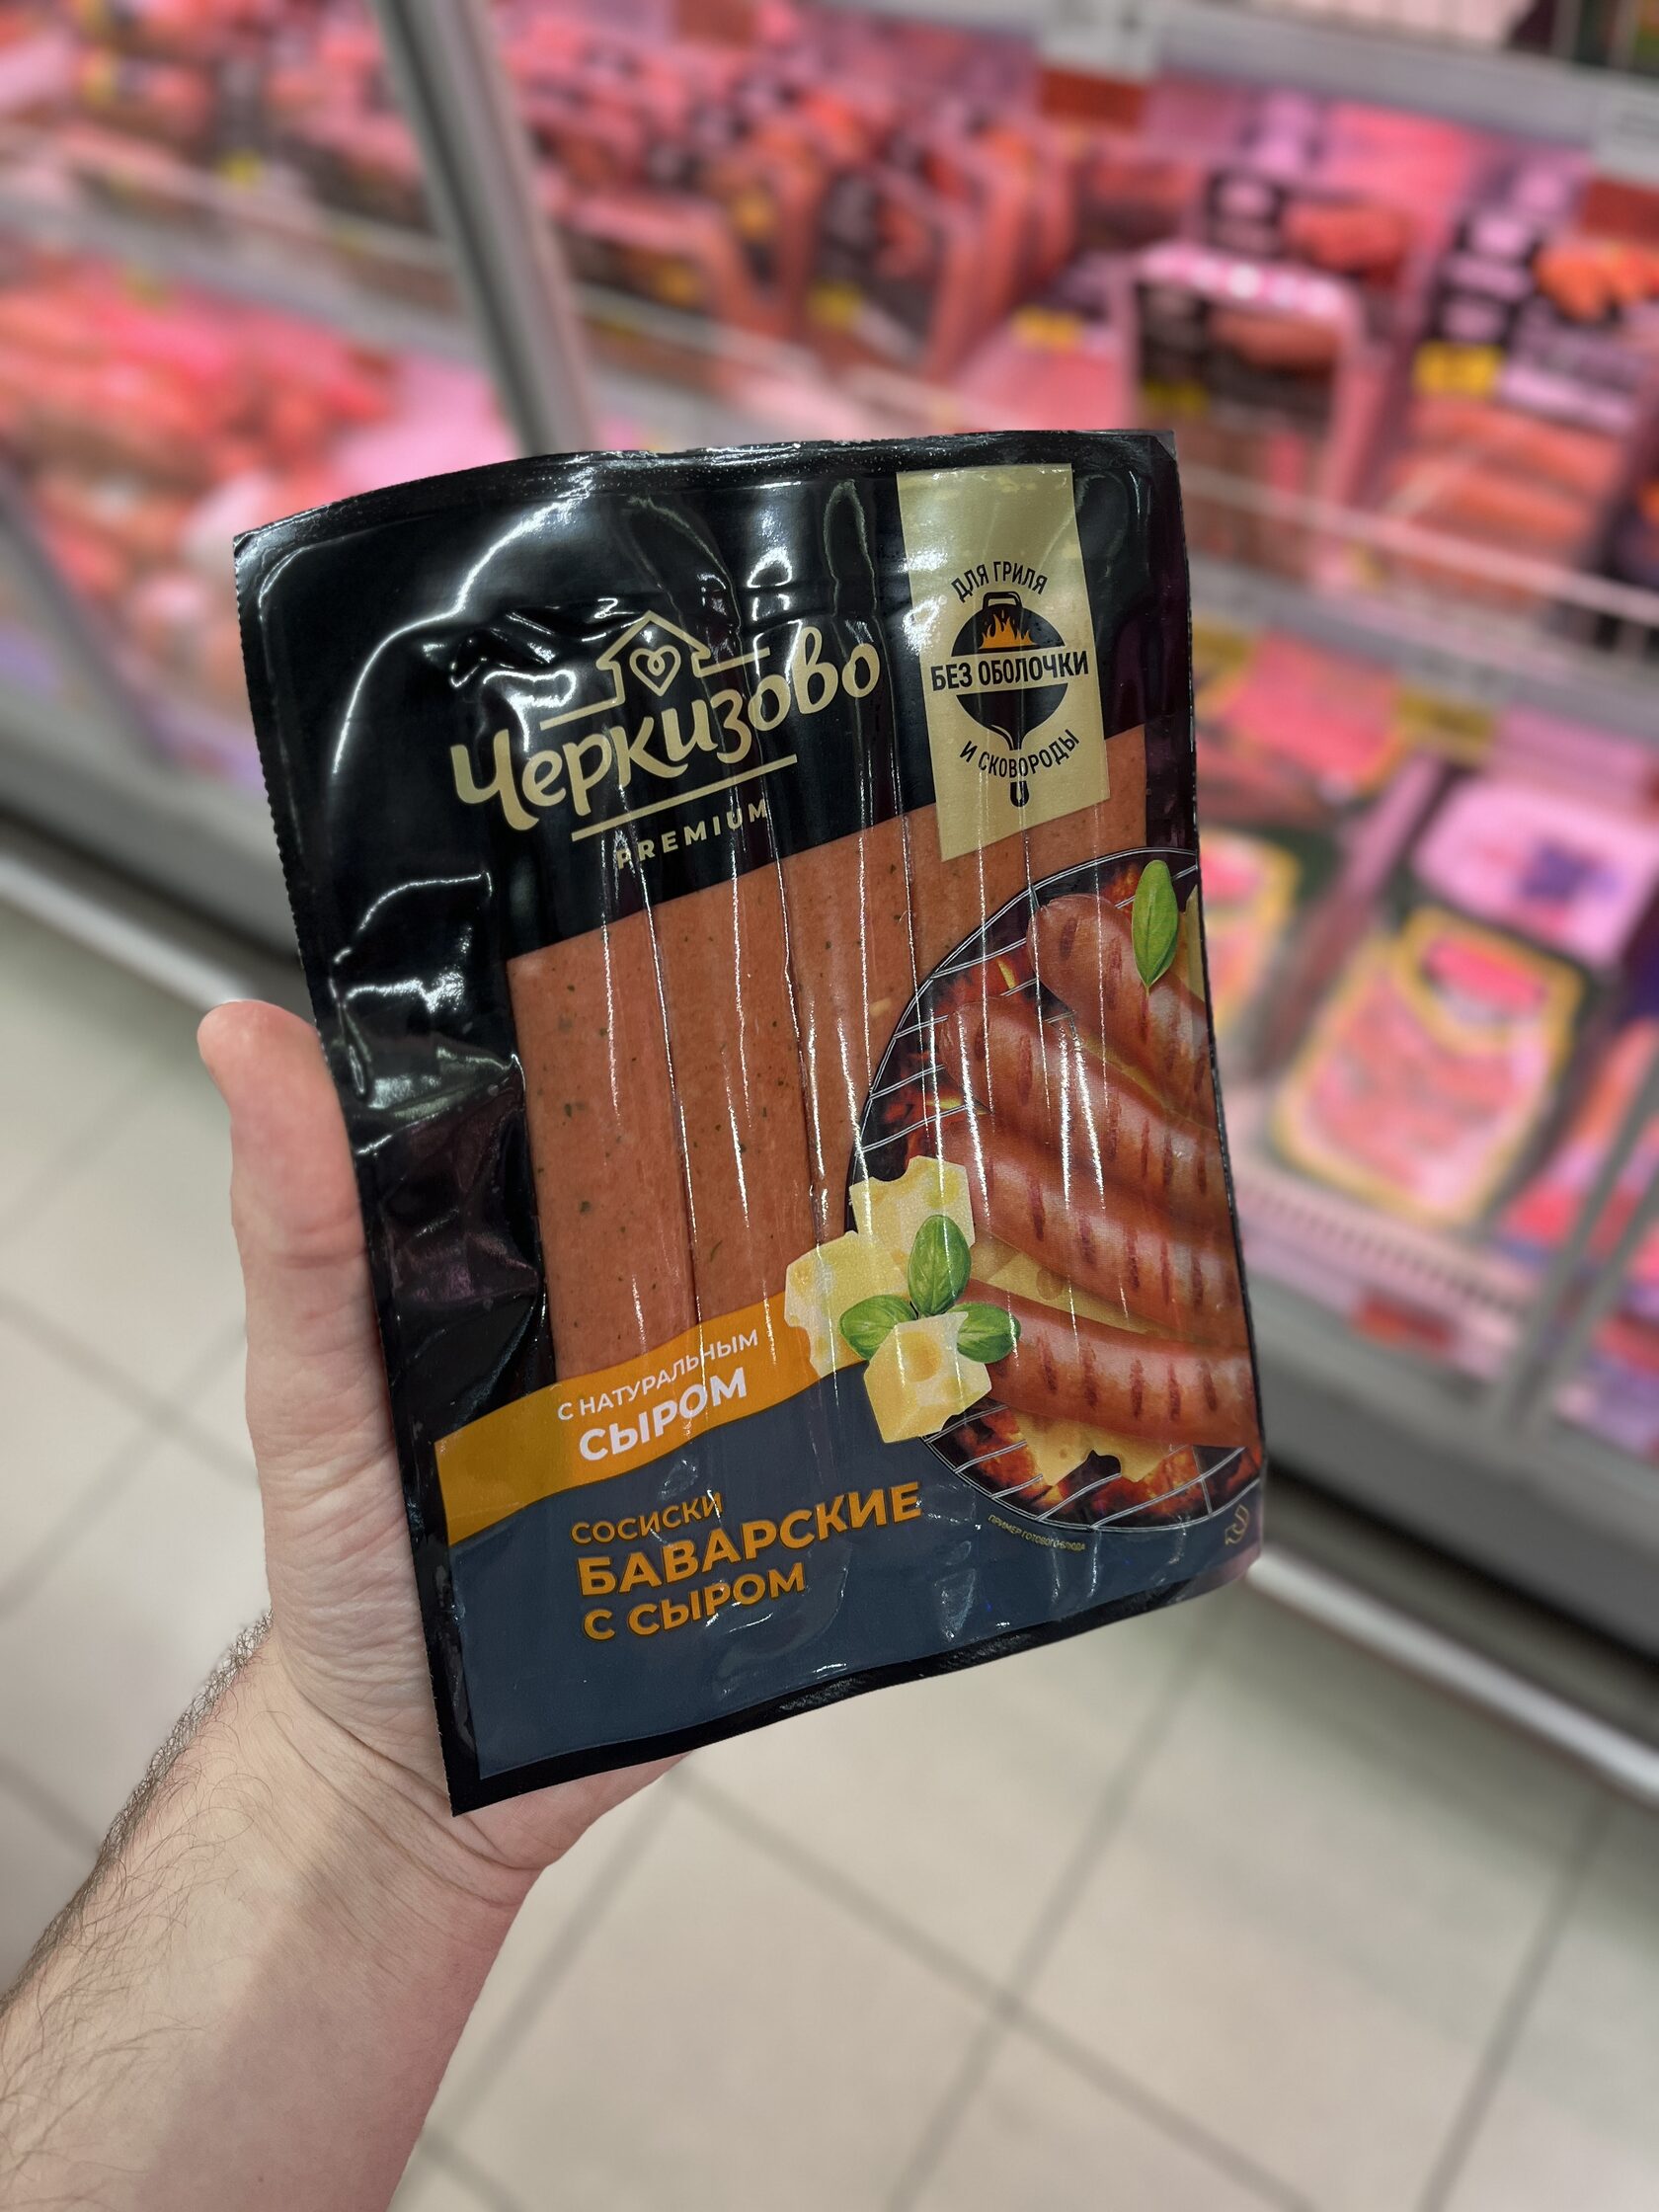 Черкизово
PREMIUM
ДЛЯ ГРИЛЯ
БЕЗ ОБОЛОЧКИ
И СКОВОРОДЫ
С НАТУРАЛЬНЫМ
СЫРОМ
СОСИСКИ
БАВАРСКИЕ
С СЫРОМ
ПРИМЕР ГОТОВОГО БЛЮДА